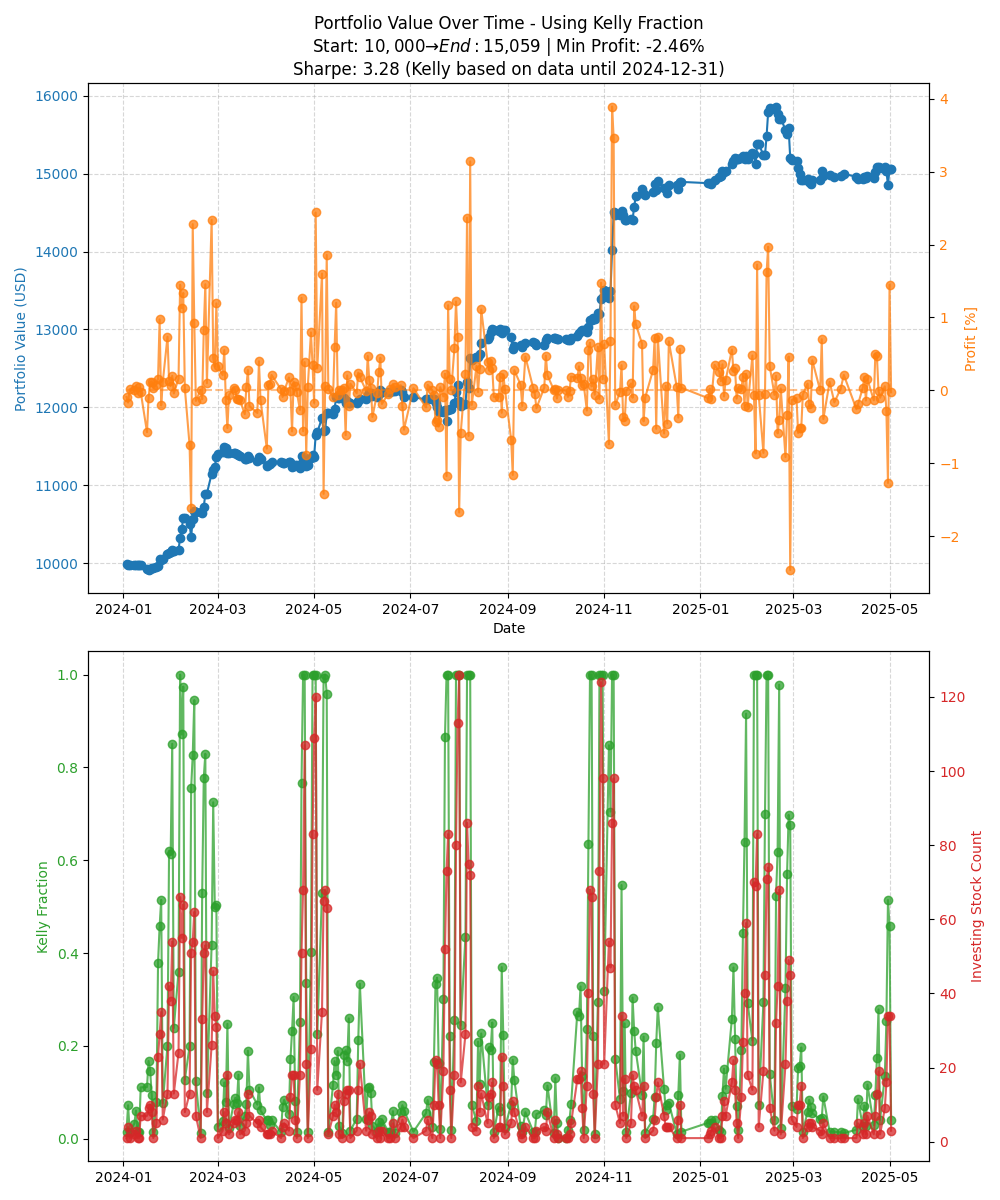 Portfolio Value Over Time - Using Kelly Fraction
Start: 10,000→End:15,059 | Min Profit: -2.46%
Sharpe: 3.28 (Kelly based on data until 2024-12-31)
Portfolio Value (USD)
16000
15000
14000
13000
12000
11000
10000
4
3
2
1
0
−1
−2
Profit [%]
2024-01 2024-03 2024-05 2024-07 2024-09 2024-11 2025-01 2025-03 2025-05
Date
Kelly Fraction
1.0
0.8
0.6
0.4
0.2
0.0
120
100
80
60
40
20
0
Investing Stock Count
2024-01 2024-03 2024-05 2024-07 2024-09 2024-11 2025-01 2025-03 2025-05